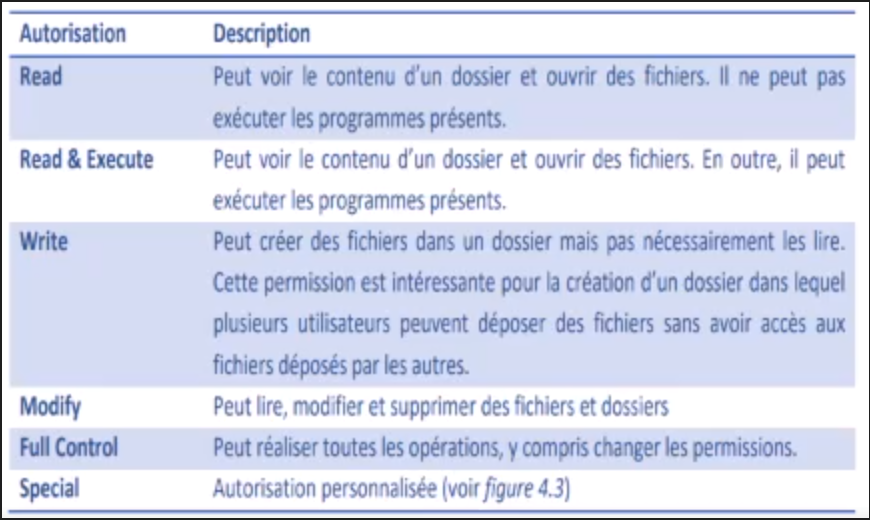 Autorisation Description
Read Peut voir le contenu d'un dossier et ouvrir des fichiers. Il ne peut pas
exécuter les programmes présents.
Read & Execute Peut voir le contenu d'un dossier et ouvrir des fichiers. En outre, il peut
exécuter les programmes présents.
Write Peut créer des fichiers dans un dossier mais pas nécessairement les lire.
Cette permission est intéressante pour la création d'un dossier dans lequel
plusieurs utilisateurs peuvent déposer des fichiers sans avoir accès aux
fichiers déposés par les autres.
Modify Peut lire, modifier et supprimer des fichiers et dossiers
Full Control Peut réaliser toutes les opérations, y compris changer les permissions.
Special Autorisation personnalisée (voir figure 4.3)